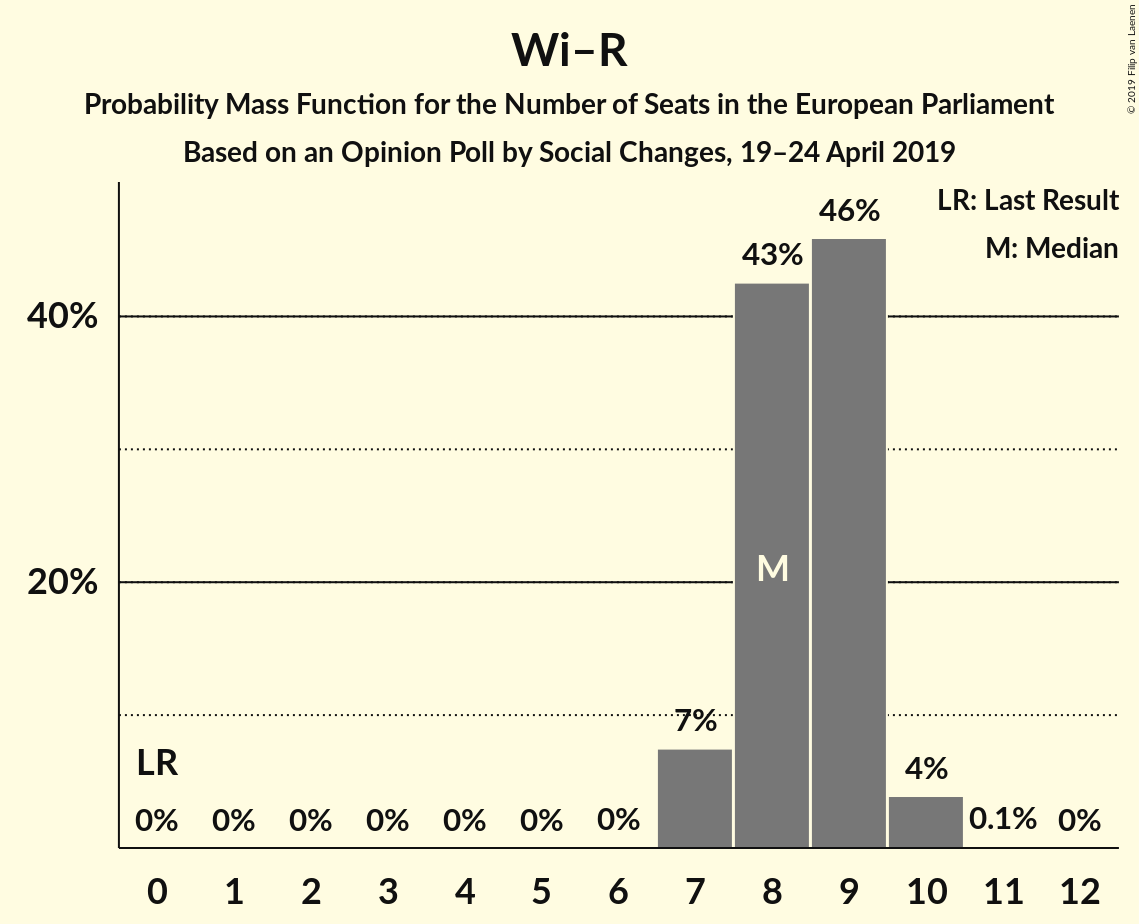 Wi–R
Probability Mass Function for the Number of Seats in the European Parliament
Based on an Opinion Poll by Social Changes, 19–24 April 2019
© 2019 Filip van Laenen
LR: Last Result
M: Median
46%
43%
40%
M
20%
7%
LR
4%
0% 0% 0% 0% 0% 0% 0% 0.1% 0%
0 1 2 3 4 5 6 7 8 9 10 11 12